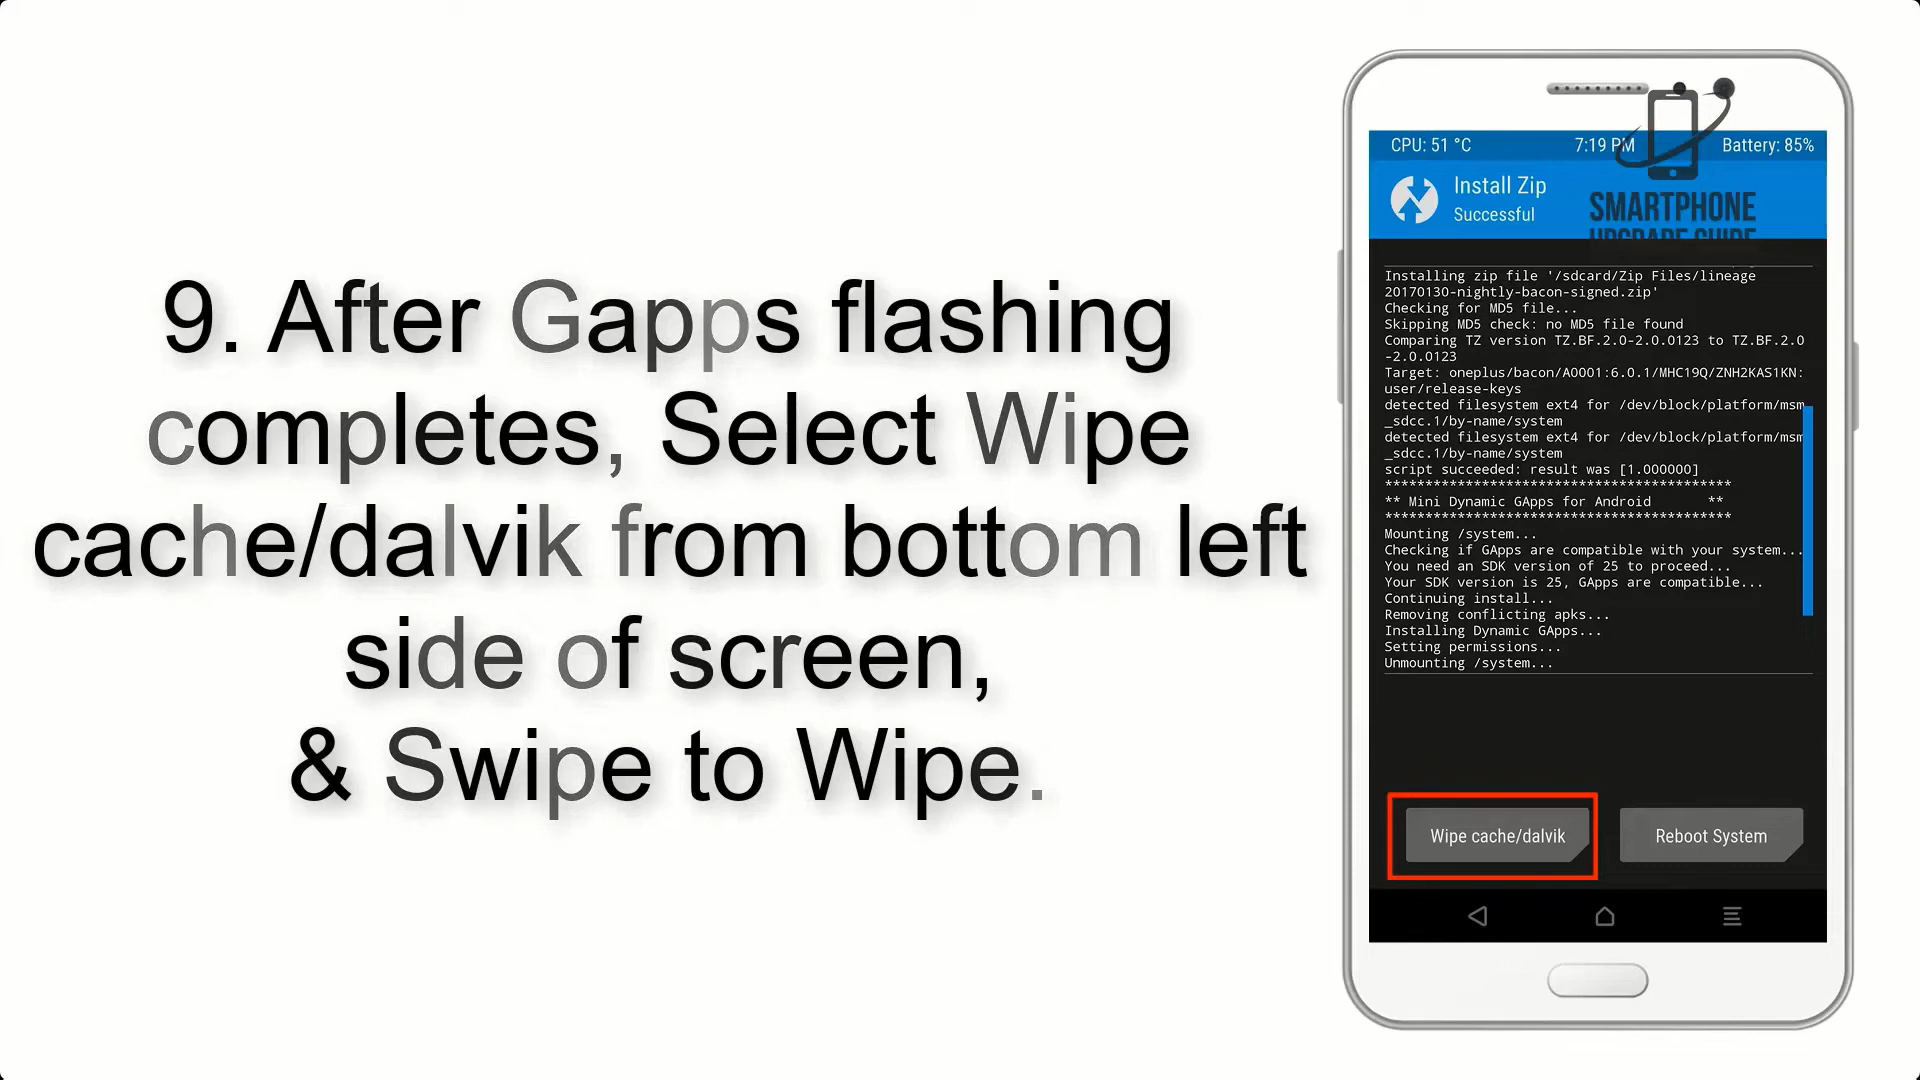 9. After Gapps flashing
completes, Select Wipe
cache/dalvik from bottom left
side of screen,
& Swipe to Wipe.
CPU: 51 °C 7:19 PM Battery: 85%
Install Zip
Successful
SMARTPHONE
UPGRADE GUIDE
Installing zip file '/sdcard/Zip Files/lineage
20170130-nightly-bacon-signed.zip'
Checking for MD5 file...
Skipping MD5 check: no MD5 file found
Comparing TZ version TZ.BF.2.0-2.0.0123 to TZ.BF.2.0
-2.0.0123
Target: oneplus/bacon/A0001:6.0.1/MHC19Q/ZNH2KAS1KN:
user/release-keys
detected filesystem ext4 for /dev/block/platform/msm
_sdcc.1/by-name/system
detected filesystem ext4 for /dev/block/platform/msm
_sdcc.1/by-name/system
script succeeded: result was [1.000000]
*******************************************
** Mini Dynamic GApps for Android **
*******************************************
Mounting /system...
Checking if GApps are compatible with your system...
You need an SDK version of 25 to proceed...
Your SDK version is 25, GApps are compatible...
Continuing install...
Removing conflicting apks...
Installing Dynamic GApps...
Setting permissions...
Unmounting /system...
Wipe cache/dalvik
Reboot System